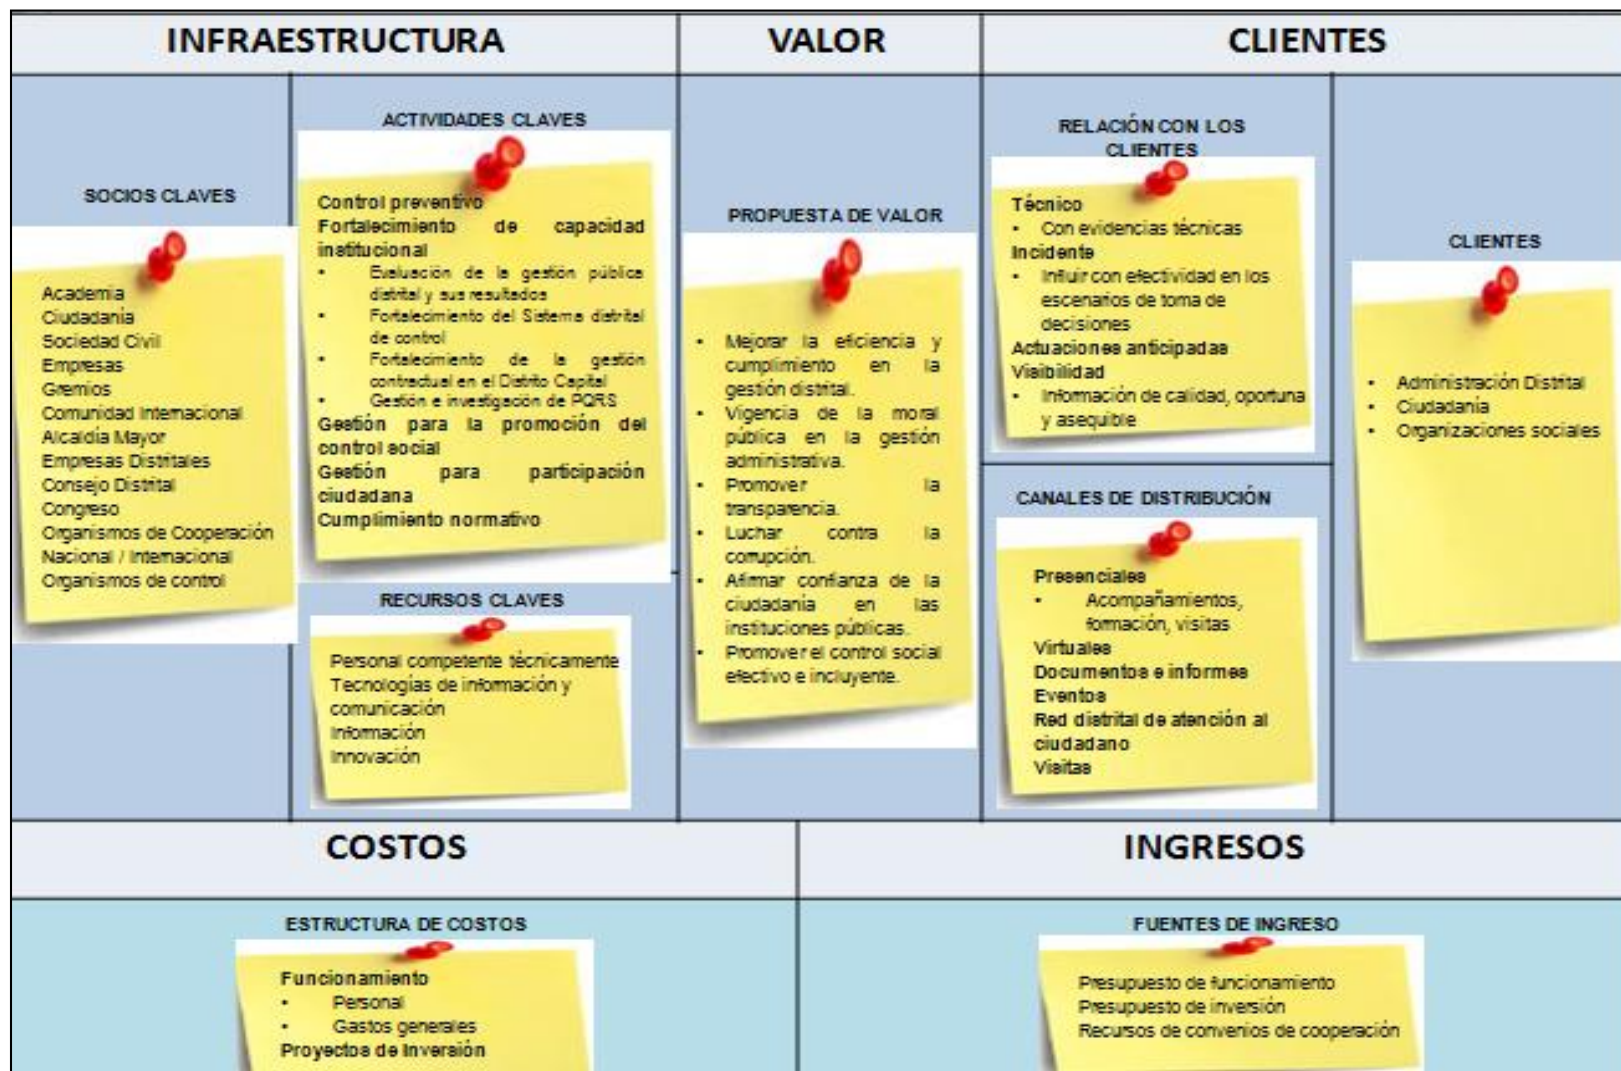 INFRAESTRUCTURA
VALOR
CLIENTES
SOCIOS CLAVES
Academia
Ciudadanía
Sociedad Civil
Empresas
Gremios
Comunidad Internacional
Alcaldía Mayor
Empresas Distritales
Consejo Distrital
Congreso
Organismos de Cooperación
Nacional / Internacional
Organismos de control
ACTIVIDADES CLAVES
Control preventivo
Fortalecimiento de capacidad
institucional
• Evaluación de la gestión pública
distrital y sus resultados
• Fortalecimiento del Sistema distrital
de control
• Fortalecimiento de la gestión
contractual en el Distrito Capital
• Gestión e investigación de PQRS
Gestión para la promoción del
control social
Gestión para participación
ciudadana
Cumplimiento normativo
RECURSOS CLAVES
Personal competente técnicamente
Tecnologías de información y
comunicación
Información
Innovación
PROPUESTA DE VALOR
• Mejorar la eficiencia y
cumplimiento en la
gestión distrital.
• Vigencia de la moral
pública en la gestión
administrativa.
• Promover la
transparencia.
• Luchar contra la
corrupción.
• Afirmar confianza de la
ciudadanía en las
instituciones públicas.
• Promover el control social
efectivo e incluyente.
RELACIÓN CON LOS
CLIENTES
Técnico
• Con evidencias técnicas
Incidente
• Influir con efectividad en los
escenarios de toma de
decisiones
Actuaciones anticipadas
Visibilidad
• Información de calidad, oportuna
y asequible
CANALES DE DISTRIBUCIÓN
Presenciales
• Acompañamientos,
formación, visitas
Virtuales
Documentos e informes
Eventos
Red distrital de atención al
ciudadano
Visitas
CLIENTES
• Administración Distrital
• Ciudadanía
• Organizaciones sociales
COSTOS
ESTRUCTURA DE COSTOS
Funcionamiento
• Personal
• Gastos generales
Proyectos de Inversión
INGRESOS
FUENTES DE INGRESO
Presupuesto de funcionamiento
Presupuesto de inversión
Recursos de convenios de cooperación